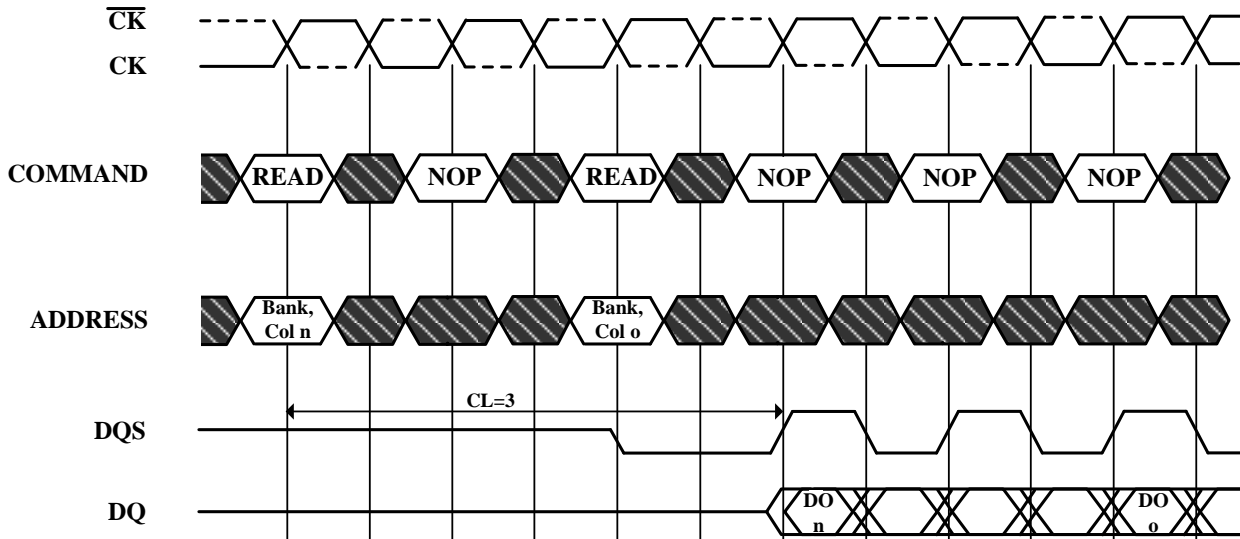 CK
CK
COMMAND READ NOP READ NOP NOP NOP
ADDRESS Bank, Col n Bank, Col o
CL=3
DQS
DQ DO n DO o